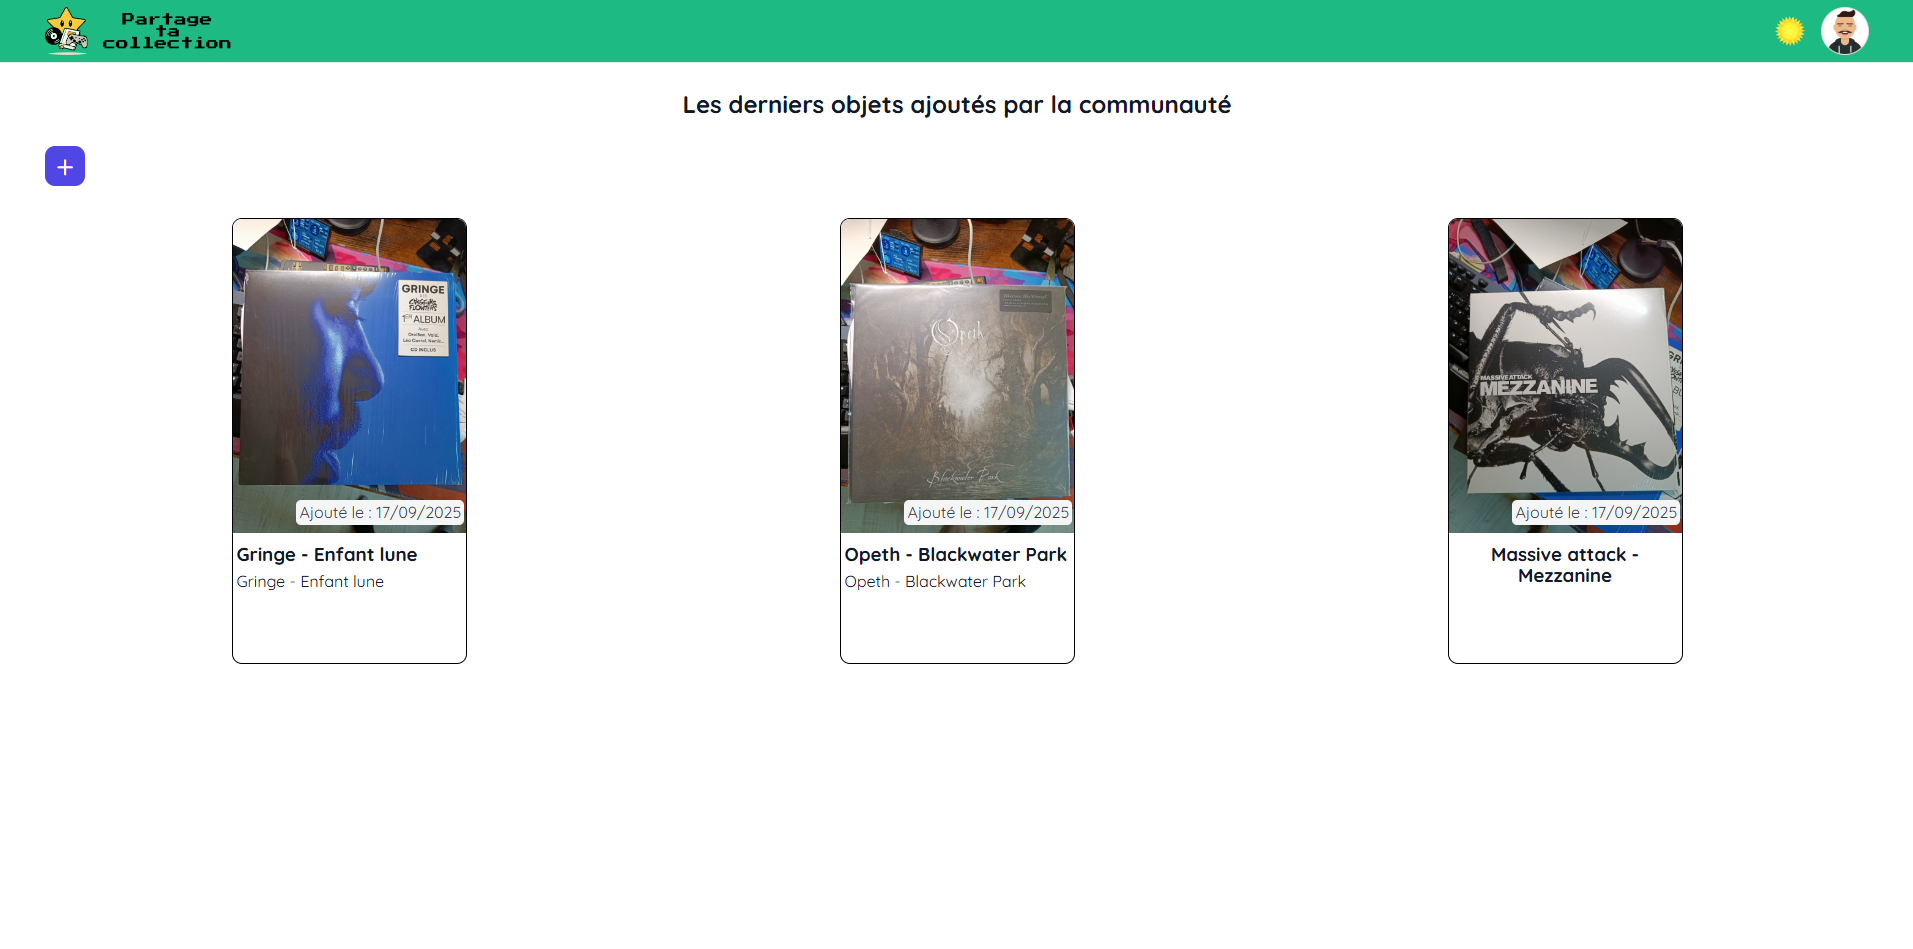 Partage
ta
collection
Les derniers objets ajoutés par la communauté
+
GRINGE
1ER ALBUM
CD INCLUS
Ajouté le : 17/09/2025
Gringe - Enfant lune
Gringe - Enfant lune
Opeth
Blackwater Park
Ajouté le : 17/09/2025
Opeth - Blackwater Park
Opeth - Blackwater Park
MASSIVE ATTACK
MEZZANINE
Ajouté le : 17/09/2025
Massive attack -
Mezzanine